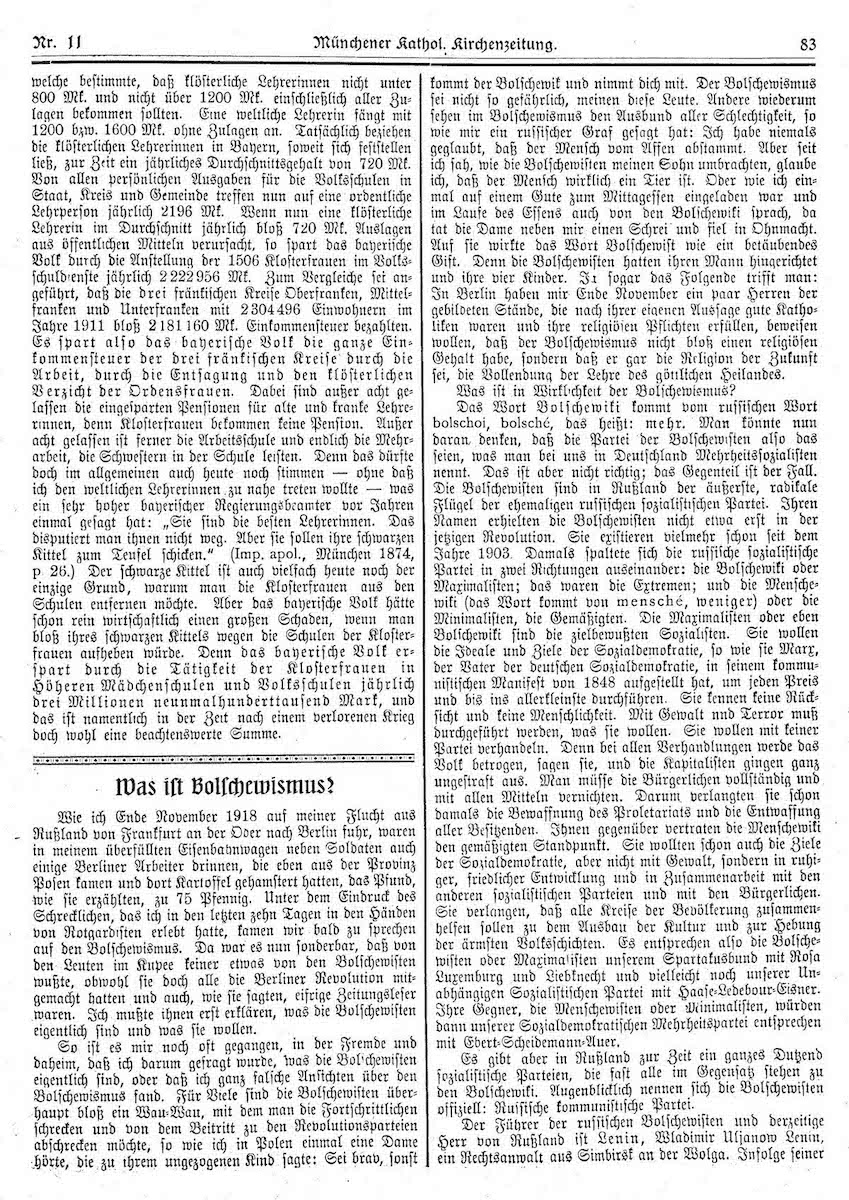 Nr. 11
Münchener Kathol. Kirchenzeitung.
83
welche bestimmte, daß klösterliche Lehrerinnen nicht unter
800 Mk. und nicht über 1200 Mk. einschließlich aller Zu-
lagen bekommen sollten. Eine weltliche Lehrerin fängt mit
1200 bzw. 1600 Mk. ohne Zulagen an. Tatsächlich beziehen
die klösterlichen Lehrerinnen in Bayern, soweit sich feststellen
ließ, zur Zeit ein jährliches Durchschnittsgehalt von 720 Mk.
Von allen persönlichen Ausgaben für die Volksschulen in
Staat, Kreis und Gemeinde treffen nun auf eine ordentliche
Lehrperson jährlich 2196 Mk. Wenn nun eine klösterliche
Lehrerin im Durchschnitt jährlich bloß 720 Mk. Auslagen
aus öffentlichen Mitteln verursacht, so spart das bayerische
Volk durch die Anstellung der 1506 Klosterfrauen im Volks-
schuldienste jährlich 2 222 956 Mk. Zum Vergleiche sei an-
geführt, daß die drei fränkischen Kreise Oberfranken, Mittel-
franken und Unterfranken mit 2 304 496 Einwohnern im
Jahre 1911 bloß 2 181 160 Mk. Einkommensteuer bezahlten.
Es spart also das bayerische Volk die ganze Ein-
kommensteuer der drei fränkischen Kreise durch die
Arbeit, durch die Entsagung und den klösterlichen
Verzicht der Ordensfrauen. Dabei sind außer acht ge-
lassen die eingesparten Pensionen für alte und kranke Lehre-
rinnen, denn Klosterfrauen bekommen keine Pension. Außer
acht gelassen ist ferner die Arbeitsschule und endlich die Mehr-
arbeit, die Schwestern in der Schule leisten. Denn das dürfte
doch im allgemeinen auch heute noch stimmen — ohne daß
ich den weltlichen Lehrerinnen zu nahe treten wollte — was
ein sehr hoher bayerischer Regierungsbeamter vor Jahren
einmal gesagt hat: „Sie sind die besten Lehrerinnen. Das
disputiert man ihnen nicht weg. Aber sie sollen ihre schwarzen
Kittel zum Teufel schicken.“ (Imp. apol., München 1874,
p 26.) Der schwarze Kittel ist auch vielfach heute noch der
einzige Grund, warum man die Klosterfrauen aus den
Schulen entfernen möchte. Aber das bayerische Volk hätte
schon rein wirtschaftlich einen großen Schaden, wenn man
bloß ihres schwarzen Kittels wegen die Schulen der Kloster-
frauen aufheben würde. Denn das bayerische Volk er-
spart durch die Tätigkeit der Klosterfrauen in
Höheren Mädchenschulen und Volksschulen jährlich
drei Millionen neunmalhunderttausend Mark, und
das ist namentlich in der Zeit nach einem verlorenen Krieg
doch wohl eine beachtenswerte Summe.
Was ist Bolschewismus?
Wie ich Ende November 1918 auf meiner Flucht aus
Rußland von Frankfurt an der Oder nach Berlin fuhr, waren
in meinem überfüllten Eisenbahnwagen neben Soldaten auch
einige Berliner Arbeiter drinnen, die eben aus der Provinz
Posen kamen und dort Kartoffel gehamstert hatten, das Pfund,
wie sie erzählten, zu 75 Pfennig. Unter dem Eindruck des
Schrecklichen, das ich in den letzten zehn Tagen in den Händen
von Rotgardisten erlebt hatte, kamen wir bald zu sprechen
auf den Bolschewismus. Da war es nun sonderbar, daß von
den Leuten im Kupee keiner etwas von den Bolschewisten
wußte, obwohl sie doch alle die Berliner Revolution mit-
gemacht hatten und auch, wie sie sagten, eifrige Zeitungsleser
waren. Ich mußte ihnen erst erklären, was die Bolschewisten
eigentlich sind und was sie wollen.
So ist es mir noch oft gegangen, in der Fremde und
daheim, daß ich darum gefragt wurde, was die Bolschewisten
eigentlich sind, oder daß ich ganz falsche Ansichten über den
Bolschewismus fand. Für Viele sind die Bolschewisten über-
haupt bloß ein Wau-Wau, mit dem man die Fortschrittlichen
schrecken und von dem Beitritt zu den Revolutionsparteien
abschrecken möchte, so wie ich in Polen einmal eine Dame
hörte, die zu ihrem ungezogenen Kind sagte: Sei brav, sonst
kommt der Bolschewik und nimmt dich mit. Der Bolschewismus
sei nicht so gefährlich, meinen diese Leute. Andere wiederum
sehen im Bolschewismus den Ausbund aller Schlechtigkeit, so
wie mir ein russischer Graf gesagt hat: Ich habe niemals
geglaubt, daß der Mensch vom Affen abstammt. Aber seit
ich sah, wie die Bolschewisten meinen Sohn umbrachten, glaube
ich, daß der Mensch wirklich ein Tier ist. Oder wie ich ein-
mal auf einem Gute zum Mittagessen eingeladen war und
im Laufe des Essens auch von den Bolschewiki sprach, da
tat die Dame neben mir einen Schrei und fiel in Ohnmacht.
Auf sie wirkte das Wort Bolschewist wie ein betäubendes
Gift. Denn die Bolschewisten hatten ihren Mann hingerichtet
und ihre vier Kinder. Ja sogar das Folgende trifft man:
In Berlin haben mir Ende November ein paar Herren der
gebildeten Stände, die nach ihrer eigenen Aussage gute Katho-
liken waren und ihre religiösen Pflichten erfüllen, beweisen
wollen, daß der Bolschewismus nicht bloß einen religiösen
Gehalt habe, sondern daß er gar die Religion der Zukunft
sei, die Vollendung der Lehre des göttlichen Heilandes.
Was ist in Wirklichkeit der Bolschewismus?
Das Wort Bolschewiki kommt vom russischen Wort
bolschoi, bolsché, das heißt: mehr. Man könnte nun
daran denken, daß die Partei der Bolschewisten also das
seien, was man bei uns in Deutschland Mehrheitssozialisten
nennt. Das ist aber nicht richtig; das Gegenteil ist der Fall.
Die Bolschewisten sind in Rußland der äußerste, radikale
Flügel der ehemaligen russischen sozialistischen Partei. Ihren
Namen erhielten die Bolschewisten nicht etwa erst in der
jetzigen Revolution. Sie existieren vielmehr schon seit dem
Jahre 1903. Damals spaltete sich die russische sozialistische
Partei in zwei Richtungen auseinander: die Bolschewiki oder
Maximalisten; das waren die Extremen; und die Mensche-
wiki (das Wort kommt von mensché, weniger) oder die
Minimalisten, die Gemäßigten. Die Maximalisten oder eben
Bolschewiki sind die zielbewußten Sozialisten. Sie wollen
die Ideale und Ziele der Sozialdemokratie, so wie sie Marx,
der Vater der deutschen Sozialdemokratie, in seinem kommu-
nistischen Manifest von 1848 aufgestellt hat, um jeden Preis
und bis ins allerkleinste durchführen. Sie kennen keine Rück-
sicht und keine Menschlichkeit. Mit Gewalt nnd Terror muß
durchgeführt werden, was sie wollen. Sie wollen mit keiner
Partei verhandeln. Denn bei allen Verhandlungen werde das
Volk betrogen, sagen sie, und die Kapitalisten gingen ganz
ungestraft aus. Man müsse die Bürgerlichen vollständig und
mit allen Mitteln vernichten. Darum verlangten sie schon
damals die Bewaffnung des Proletariats und die Entwaffung
aller Besitzenden. Ihnen gegenüber vertraten die Menschewiki
den gemäßigten Standpunkt. Sie wollten schon auch die Ziele
der Sozialdemokratie, aber nicht mit Gewalt, sondern in ruhi-
ger, friedlicher Entwicklung und in Zusammenarbeit mit den
anderen sozialistischen Parteien und mit den Bürgerlichen.
Sie verlangen, daß alle Kreise der Bevölkerung zusammen-
helfen sollen zu dem Ausbau der Kultur und zur Hebung
der ärmsten Volksschichten. Es entsprechen also die Bolsche-
wisten oder Maximalisten unserem Spartakusbund mit Rosa
Luxemburg und Liebknecht und vielleicht noch unserer Un-
abhängigen Sozialistischen Partei mit Haase-Ledebour-Eisner.
Ihre Gegner, die Menschewisten oder Minimalisten, würden
dann unserer Sozialdemokratischen Mehrheitspartei entsprechen
mit Ebert-Scheidemann-Auer.
Es gibt aber in Rußland zur Zeit ein ganzes Dutzend
sozialistische Parteien, die fast alle im Gegensatz stehen zu
den Bolschewiki. Augenblicklich nennen sich die Bolschewisten
offiziell: Russische kommunistische Partei.
Der Führer der russischen Bolschewisten und derzeitige
Herr von Rußland ist Lenin, Wladimir Uljanow Lenin,
ein Rechtsanwalt aus Simbirsk an der Wolga. Infolge seiner